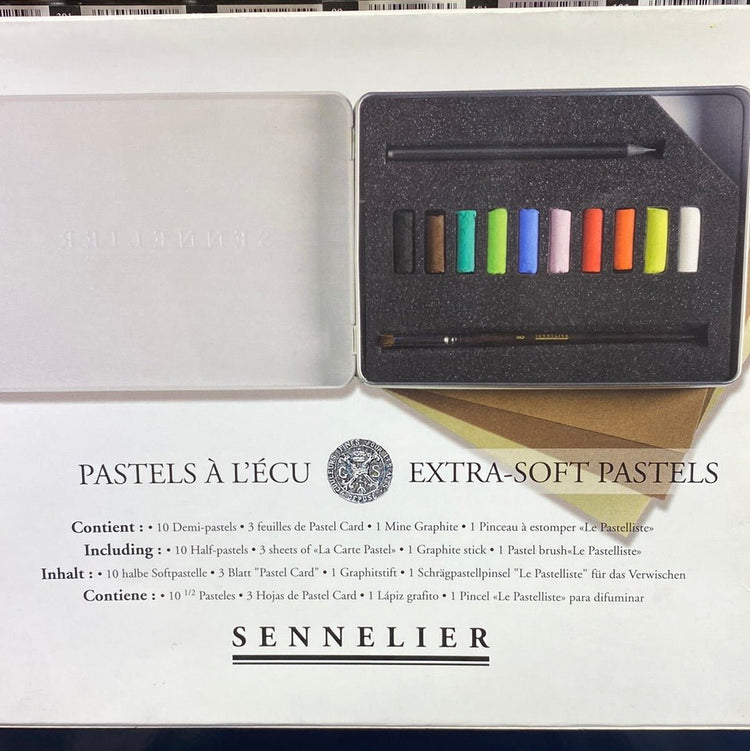 SENNELIER
PASTELS À L'ÉCU EXTRA-SOFT PASTELS
Contient : • 10 Demi-pastels • 3 feuilles de Pastel Card • 1 Mine Graphite • 1 Pinceau à estomper «Le Pastelliste»
Including : • 10 Half-pastels • 3 sheets of «La Carte Pastel» • 1 Graphite stick • 1 Pastel brush«Le Pastelliste»
Inhalt : • 10 halbe Softpastelle • 3 Blatt "Pastel Card" • 1 Graphitstift • 1 Schrägpastellpinsel "Le Pastelliste" für das Verwischen
Contiene : • 10 1/2 Pasteles • 3 Hojas de Pastel Card • 1 Lápiz grafito • 1 Pincel «Le Pastelliste» para difuminar
SENNELIER